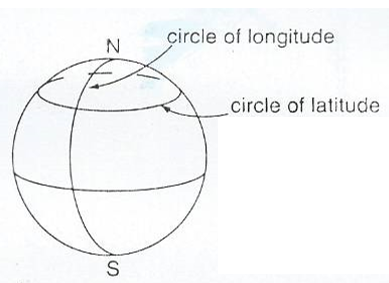 N
circle of longitude
circle of latitude
S